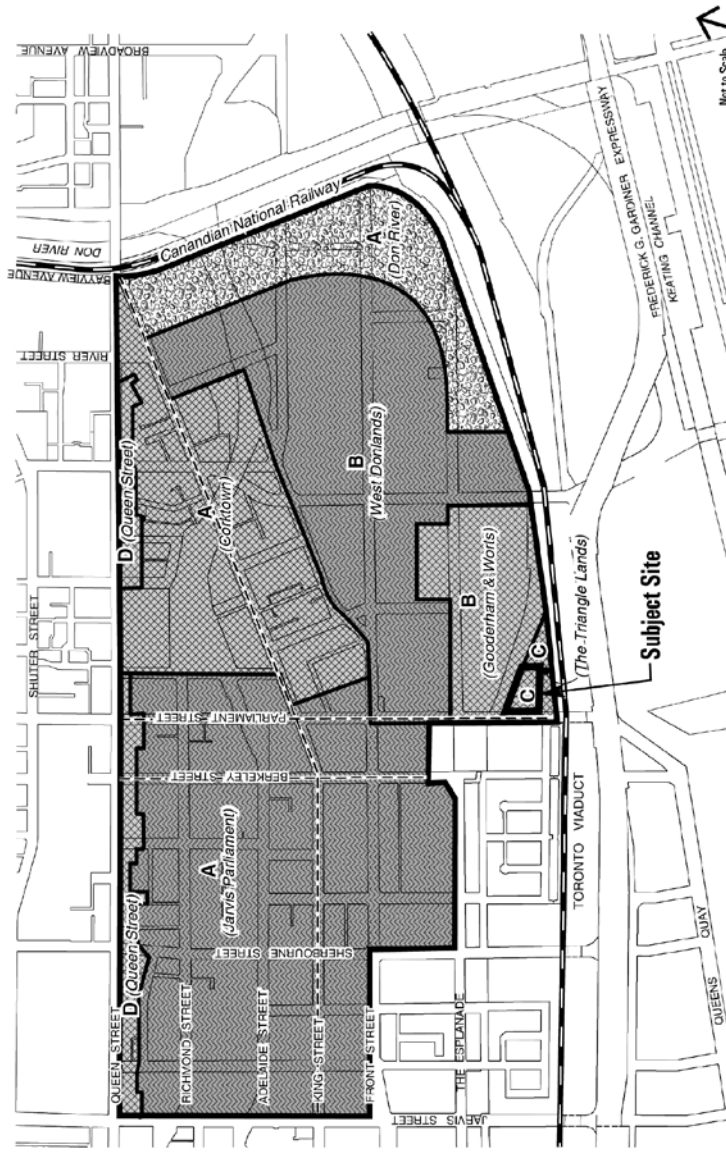 BROADVIEW AVENUE
DON RIVER
BAYVIEW AVENUE
RIVER STREET
SHUTER STREET
Canandian National Railway
A
(Don River)
D (Queen Street)
A
(Corktown)
B
(West Donlands)
B
(Gooderham & Worts)
C
C
(The Triangle Lands)
Subject Site
FREDERICK G. GARDINER EXPRESSWAY
KEATING CHANNEL
Not to Scale
PARLIAMENT STREET
BERKELEY STREET
A
(Jarvis Parliament)
SHERBOURNE STREET
D (Queen Street)
QUEEN STREET
RICHMOND STREET
ADELAIDE STREET
KING STREET
FRONT STREET
THE ESPLANADE
JARVIS STREET
TORONTO VIADUCT
QUEENS QUAY